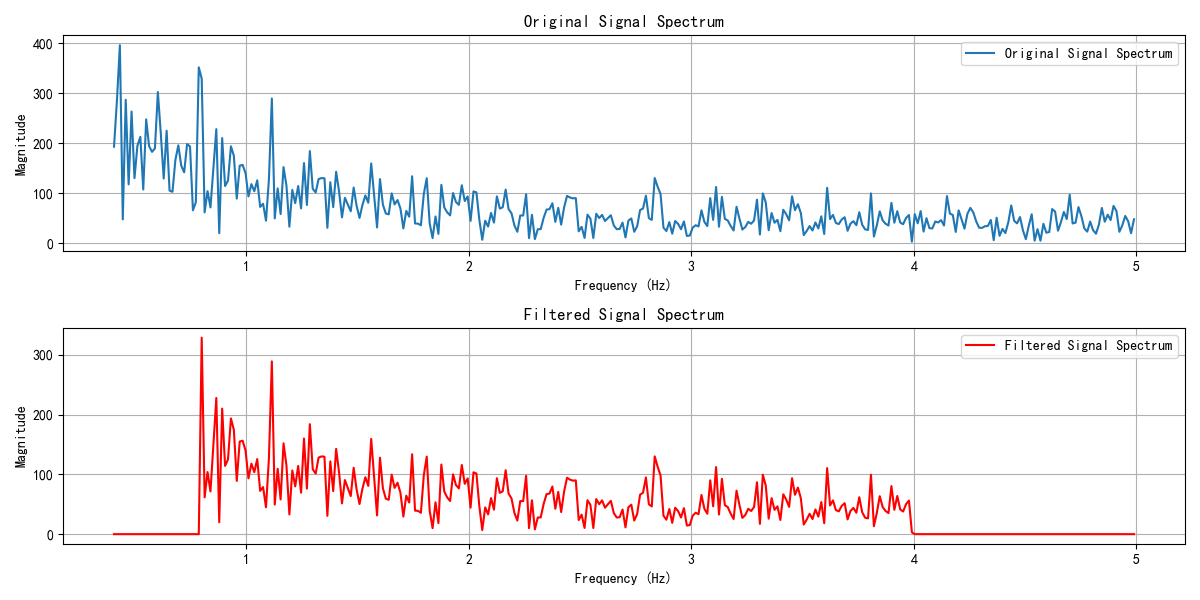 Original Signal Spectrum
Original Signal Spectrum
400
300
200
100
0
Magnitude
1
2
3
4
5
Frequency (Hz)
Filtered Signal Spectrum
Filtered Signal Spectrum
300
200
100
0
Magnitude
1
2
3
4
5
Frequency (Hz)